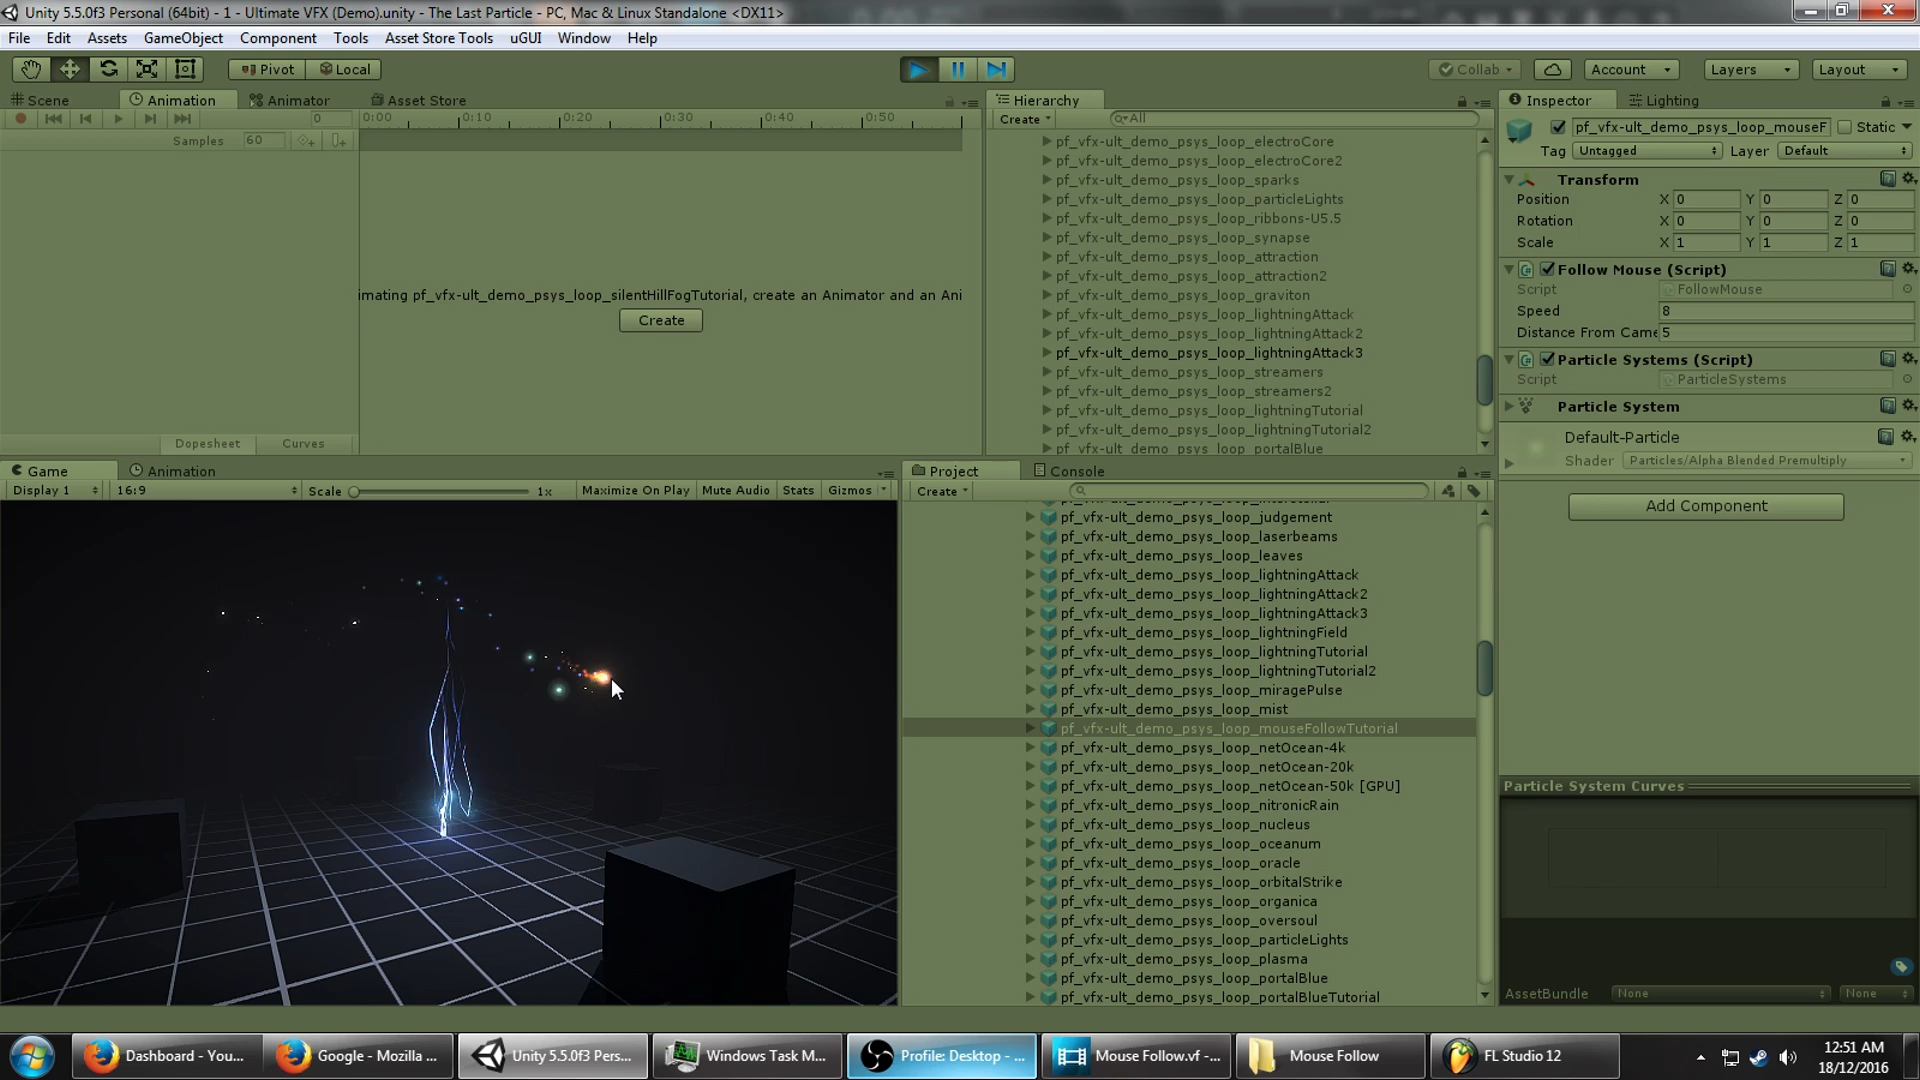 Unity 5.5.0f3 Personal (64bit) - 1 - Ultimate VFX (Demo).unity - The Last Particle - PC, Mac & Linux Standalone <DX11>
File Edit Assets GameObject Component Tools Asset Store Tools uGUI Window Help
Pivot Local Collab Account Layers Layout
Scene Animation Animator Asset Store
0 0:00 0:10 0:20 0:30 0:40 0:50
Samples 60
imating pf_vfx-ult_demo_psys_loop_silentHillFogTutorial, create an Animator and an Ani
Create
Dopesheet Curves
Hierarchy
Create All
pf_vfx-ult_demo_psys_loop_electroCore
pf_vfx-ult_demo_psys_loop_electroCore2
pf_vfx-ult_demo_psys_loop_sparks
pf_vfx-ult_demo_psys_loop_particleLights
pf_vfx-ult_demo_psys_loop_ribbons-U5.5
pf_vfx-ult_demo_psys_loop_synapse
pf_vfx-ult_demo_psys_loop_attraction
pf_vfx-ult_demo_psys_loop_attraction2
pf_vfx-ult_demo_psys_loop_graviton
pf_vfx-ult_demo_psys_loop_lightningAttack
pf_vfx-ult_demo_psys_loop_lightningAttack2
pf_vfx-ult_demo_psys_loop_lightningAttack3
pf_vfx-ult_demo_psys_loop_streamers
pf_vfx-ult_demo_psys_loop_streamers2
pf_vfx-ult_demo_psys_loop_lightningTutorial
pf_vfx-ult_demo_psys_loop_lightningTutorial2
pf_vfx-ult_demo_psys_loop_portalBlue
Inspector Lighting
pf_vfx-ult_demo_psys_loop_mouseF Static
Tag Untagged Layer Default
Transform
Position X 0 Y 0 Z 0
Rotation X 0 Y 0 Z 0
Scale X 1 Y 1 Z 1
Follow Mouse (Script)
Script FollowMouse
Speed 8
Distance From Came 5
Particle Systems (Script)
Script ParticleSystems
Particle System
Default-Particle
Shader Particles/Alpha Blended Premultiply
Add Component
Particle System Curves
AssetBundle None None
Game Animation
Display 1 16:9 Scale 1x Maximize On Play Mute Audio Stats Gizmos
Project Console
Create
pf_vfx-ult_demo_psys_loop_judgement
pf_vfx-ult_demo_psys_loop_laserbeams
pf_vfx-ult_demo_psys_loop_leaves
pf_vfx-ult_demo_psys_loop_lightningAttack
pf_vfx-ult_demo_psys_loop_lightningAttack2
pf_vfx-ult_demo_psys_loop_lightningAttack3
pf_vfx-ult_demo_psys_loop_lightningField
pf_vfx-ult_demo_psys_loop_lightningTutorial
pf_vfx-ult_demo_psys_loop_lightningTutorial2
pf_vfx-ult_demo_psys_loop_miragePulse
pf_vfx-ult_demo_psys_loop_mist
pf_vfx-ult_demo_psys_loop_mouseFollowTutorial
pf_vfx-ult_demo_psys_loop_netOcean-4k
pf_vfx-ult_demo_psys_loop_netOcean-20k
pf_vfx-ult_demo_psys_loop_netOcean-50k [GPU]
pf_vfx-ult_demo_psys_loop_nitronicRain
pf_vfx-ult_demo_psys_loop_nucleus
pf_vfx-ult_demo_psys_loop_oceanum
pf_vfx-ult_demo_psys_loop_oracle
pf_vfx-ult_demo_psys_loop_orbitalStrike
pf_vfx-ult_demo_psys_loop_organica
pf_vfx-ult_demo_psys_loop_oversoul
pf_vfx-ult_demo_psys_loop_particleLights
pf_vfx-ult_demo_psys_loop_plasma
pf_vfx-ult_demo_psys_loop_portalBlue
pf_vfx-ult_demo_psys_loop_portalBlueTutorial
Dashboard - You... Google - Mozilla ... Unity 5.5.0f3 Pers... Windows Task M... Profile: Desktop - ... Mouse Follow.vf -... Mouse Follow FL Studio 12
12:51 AM
18/12/2016